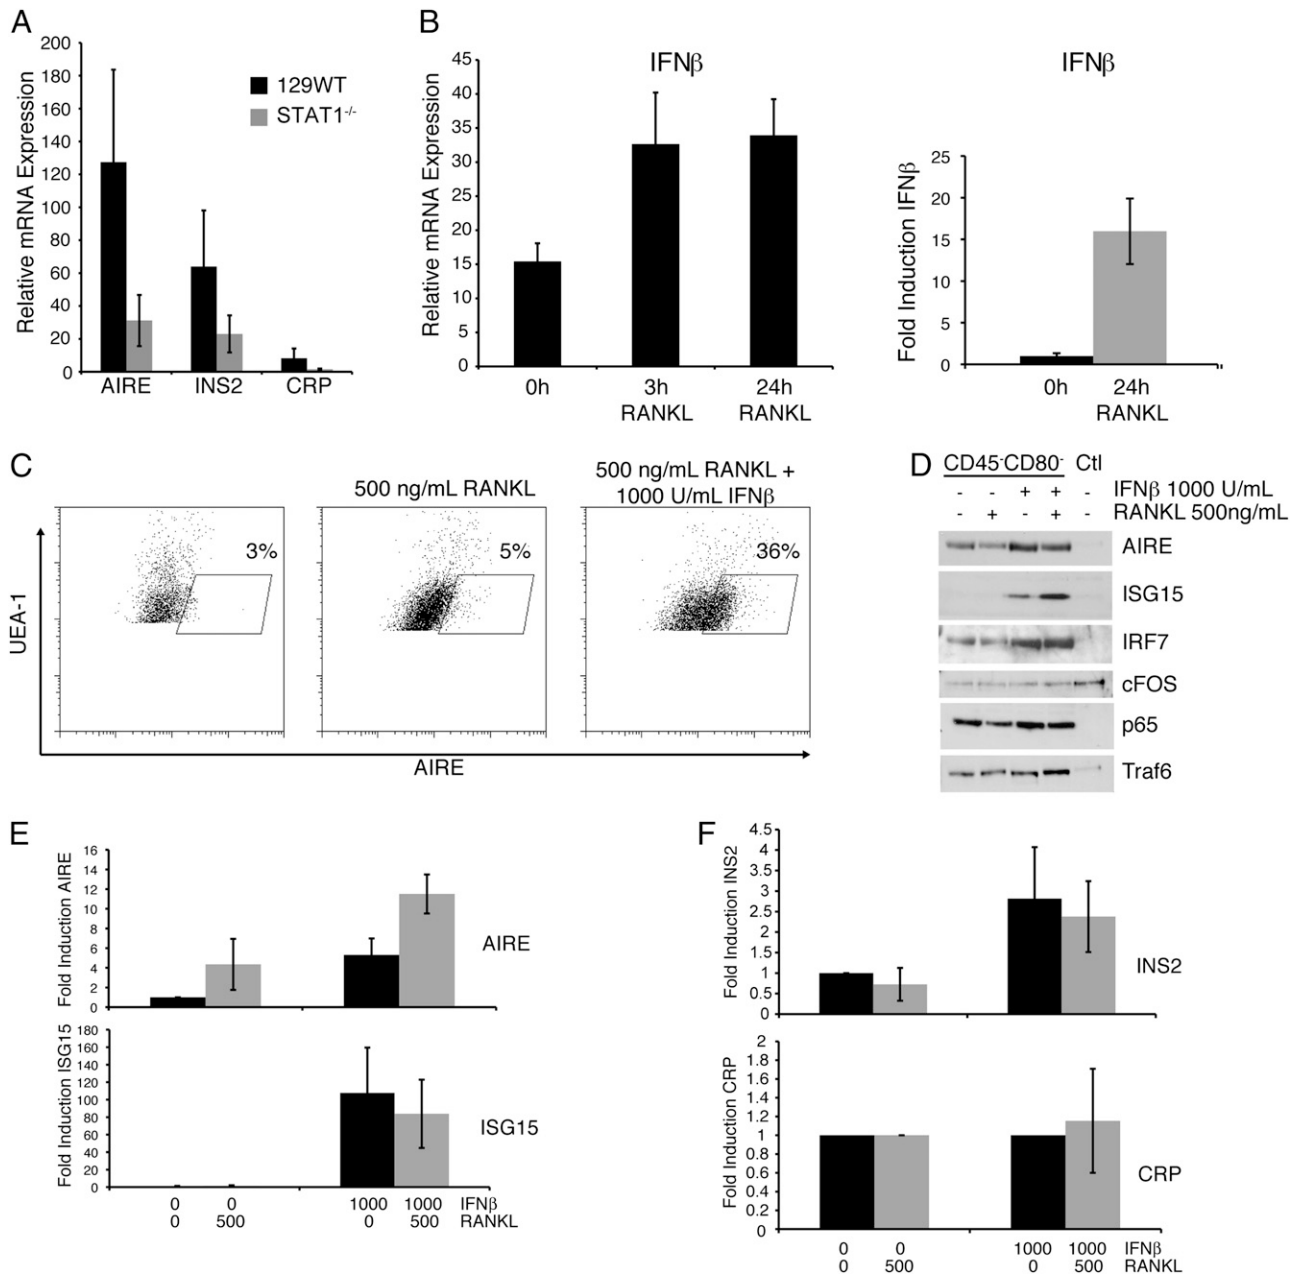 A
200
180
160
140
120
100
80
60
40
20
0
Relative mRNA Expression
129WT
STAT1-/-
AIRE INS2 CRP
B
IFNβ
45
40
35
30
25
20
15
10
5
0
Relative mRNA Expression
0h 3h 24h
RANKL RANKL
IFNβ
25
20
15
10
5
0
Fold Induction IFNβ
0h 24h
RANKL
C
500 ng/mL RANKL
500 ng/mL RANKL +
1000 U/mL IFNβ
3%
5%
36%
UEA-1
AIRE
D
CD45-CD80- Ctl
- - + + - IFNβ 1000 U/mL
- + - + - RANKL 500ng/mL
AIRE
ISG15
IRF7
cFOS
p65
Traf6
E
16
14
12
10
8
6
4
2
0
Fold Induction AIRE
AIRE
180
160
140
120
100
80
60
40
20
0
Fold Induction ISG15
ISG15
0 0 1000 1000 IFNβ
0 500 0 500 RANKL
F
4.5
4
3.5
3
2.5
2
1.5
1
0.5
0
Fold Induction INS2
INS2
2
1.8
1.6
1.4
1.2
1
0.8
0.6
0.4
0.2
0
Fold Induction CRP
CRP
0 0 1000 1000 IFNβ
0 500 0 500 RANKL